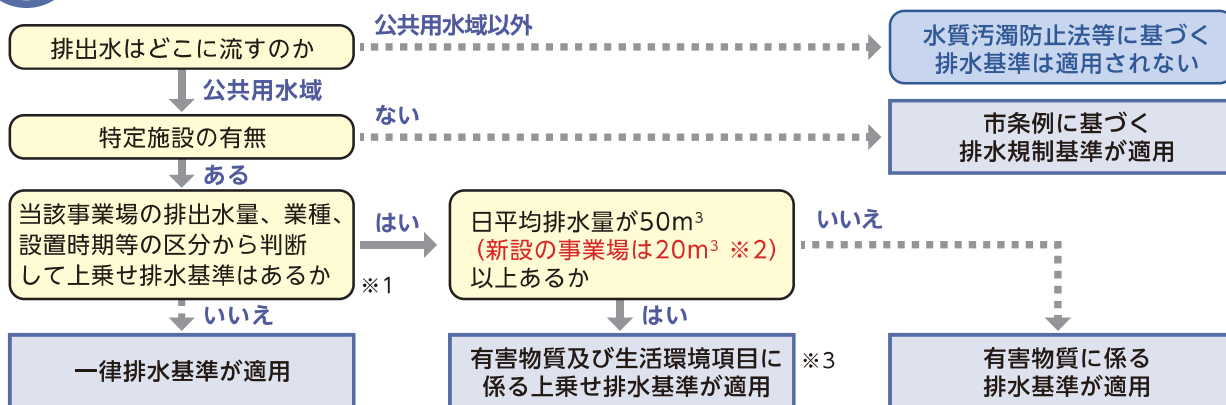 公共用水域以外
排出水はどこに流すのか
水質汚濁防止法等に基づく
排水基準は適用されない
公共用水域
ない
特定施設の有無
市条例に基づく
排水規制基準が適用
ある
当該事業場の排出水量、業種、
設置時期等の区分から判断
して上乗せ排水基準はあるか
※1
はい
日平均排水量が50m³
(新設の事業場は20m³ ※2)
以上あるか
いいえ
いいえ
はい
一律排水基準が適用
有害物質及び生活環境項目に
係る上乗せ排水基準が適用
※3
有害物質に係る
排水基準が適用